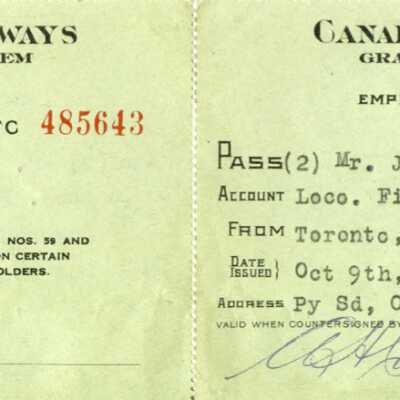 WAYS
EM
TC 485643
NOS. 59 AND
ON CERTAIN
OLDERS.
CANA
GRA
EMP
PASS (2) Mr. J
ACCOUNT Loco. Fi
FROM Toronto,
DATE ISSUED} Oct 9th,
ADDRESS Py Sd, O
VALID WHEN COUNTERSIGNED BY